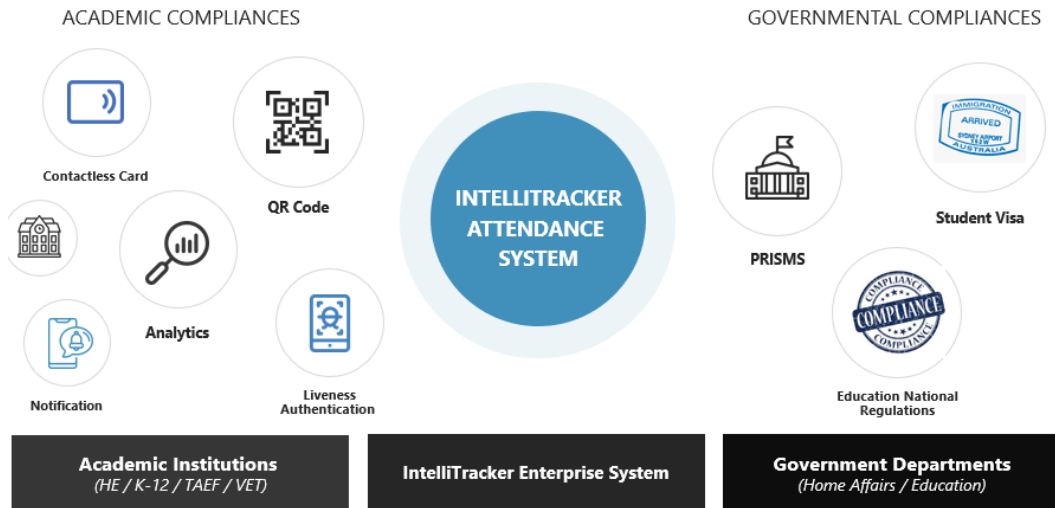 ACADEMIC COMPLIANCES
GOVERNMENTAL COMPLIANCES
Contactless Card
QR Code
Analytics
Notification
Liveness
Authentication
INTELLITRACKER
ATTENDANCE
SYSTEM
PRISMS
IMMIGRATION
ARRIVED
SYDNEY AIRPORT
AUSTRALIA
Student Visa
COMPLIANCE
COMPLIANCE
COMPLIANCE
Education National
Regulations
Academic Institutions
(HE / K-12 / TAEF / VET)
IntelliTracker Enterprise System
Government Departments
(Home Affairs / Education)